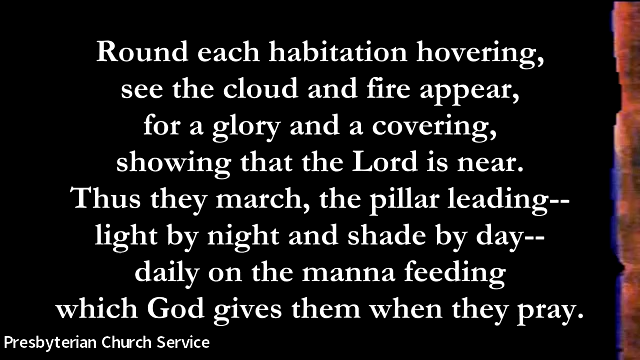 Round each habitation hovering,
see the cloud and fire appear,
for a glory and a covering,
showing that the Lord is near.
Thus they march, the pillar leading--
light by night and shade by day--
daily on the manna feeding
which God gives them when they pray.
Presbyterian Church Service